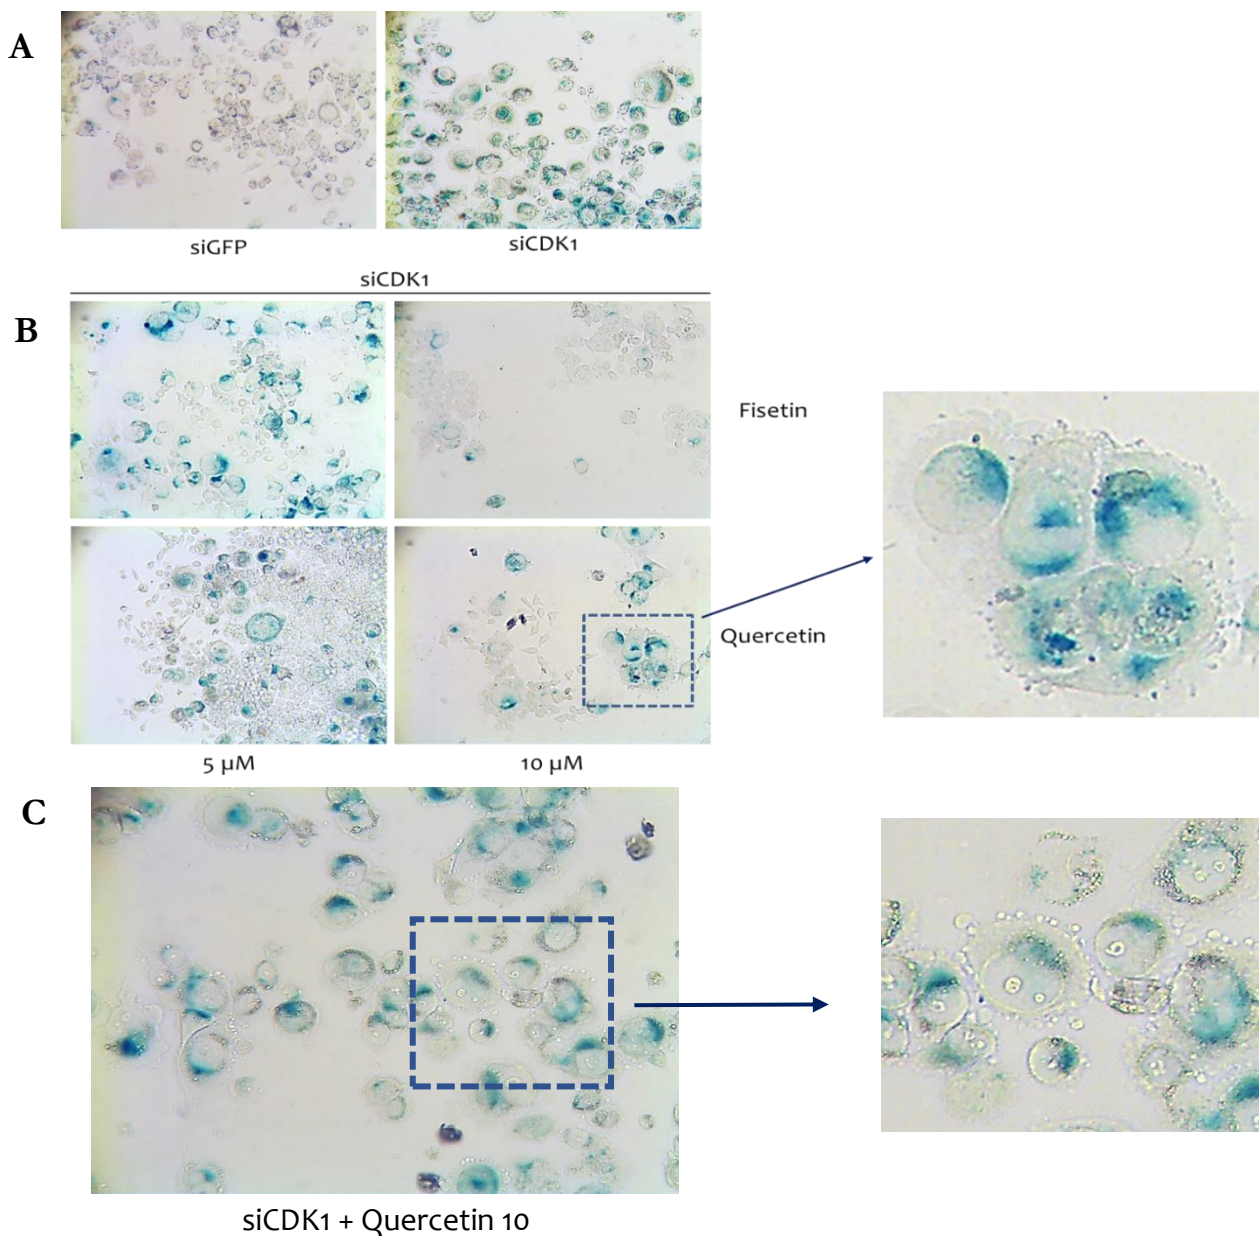 A
siGFP
siCDK1
siCDK1
B
Fisetin
Quercetin
5 µM
10 µM
C
siCDK1 + Quercetin 10